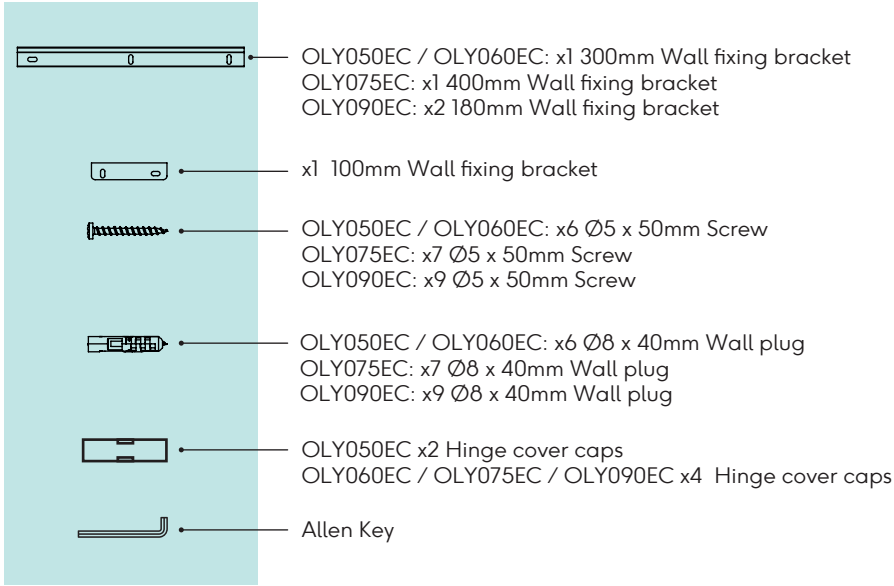 OLY050EC / OLY060EC: x1 300mm Wall fixing bracket
OLY075EC: x1 400mm Wall fixing bracket
OLY090EC: x2 180mm Wall fixing bracket
x1 100mm Wall fixing bracket
OLY050EC / OLY060EC: x6 Ø5 x 50mm Screw
OLY075EC: x7 Ø5 x 50mm Screw
OLY090EC: x9 Ø5 x 50mm Screw
OLY050EC / OLY060EC: x6 Ø8 x 40mm Wall plug
OLY075EC: x7 Ø8 x 40mm Wall plug
OLY090EC: x9 Ø8 x 40mm Wall plug
OLY050EC x2 Hinge cover caps
OLY060EC / OLY075EC / OLY090EC x4 Hinge cover caps
Allen Key